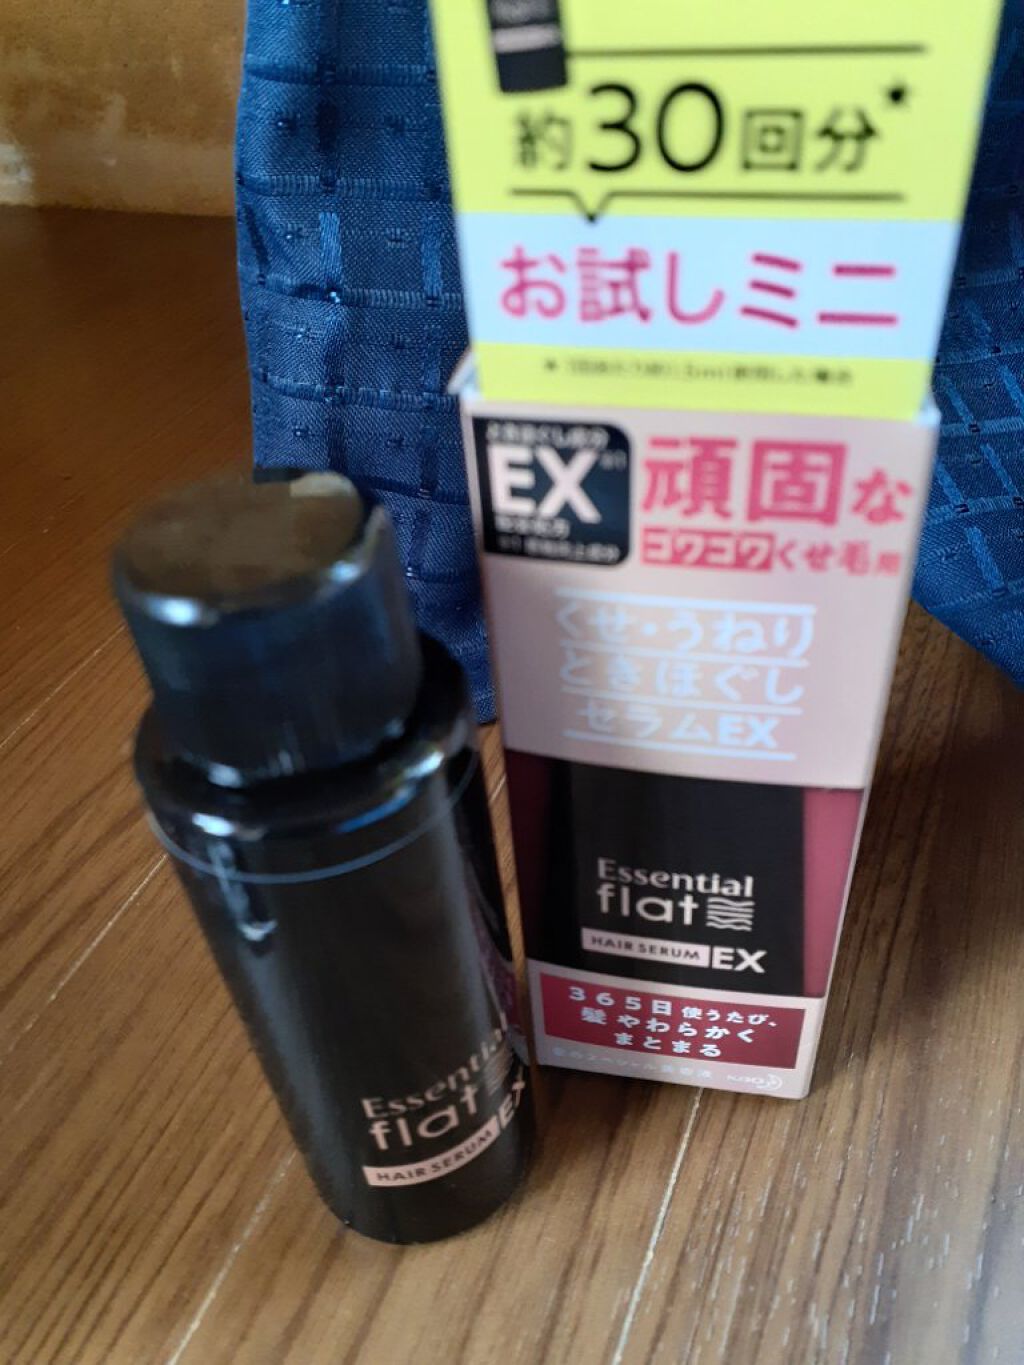 約30回分*
お試しミニ
EX
頑固な
ゴワゴワくせ毛用
くせ・うねり
ときほぐし
セラムEX
Essential
flat
HAIR SERUM EX
365日使うたび、
髪やわらかく
まとまる
Essential
flat
HAIR SERUM EX